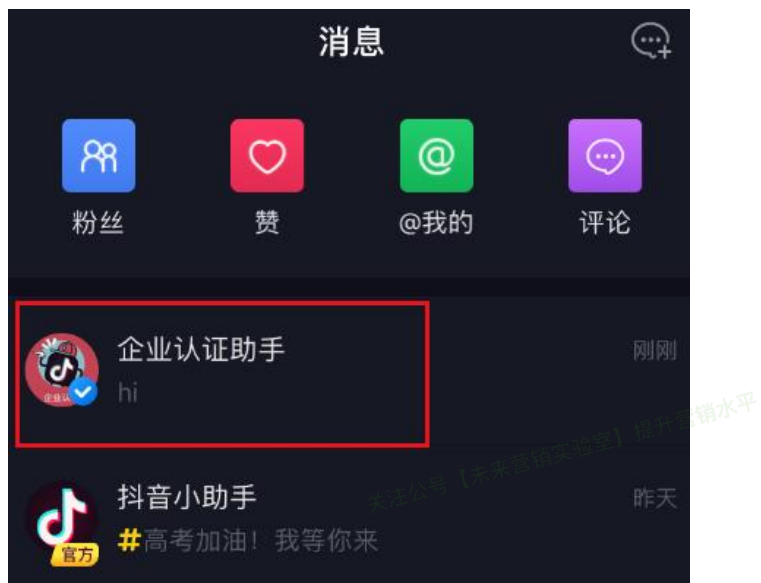 消息
粉丝
赞
@我的
评论
企业认证助手
刚刚
hi
抖音小助手
昨天
官方
#高考加油！我等你来
关注公号【未来营销实验室】提升营销水平